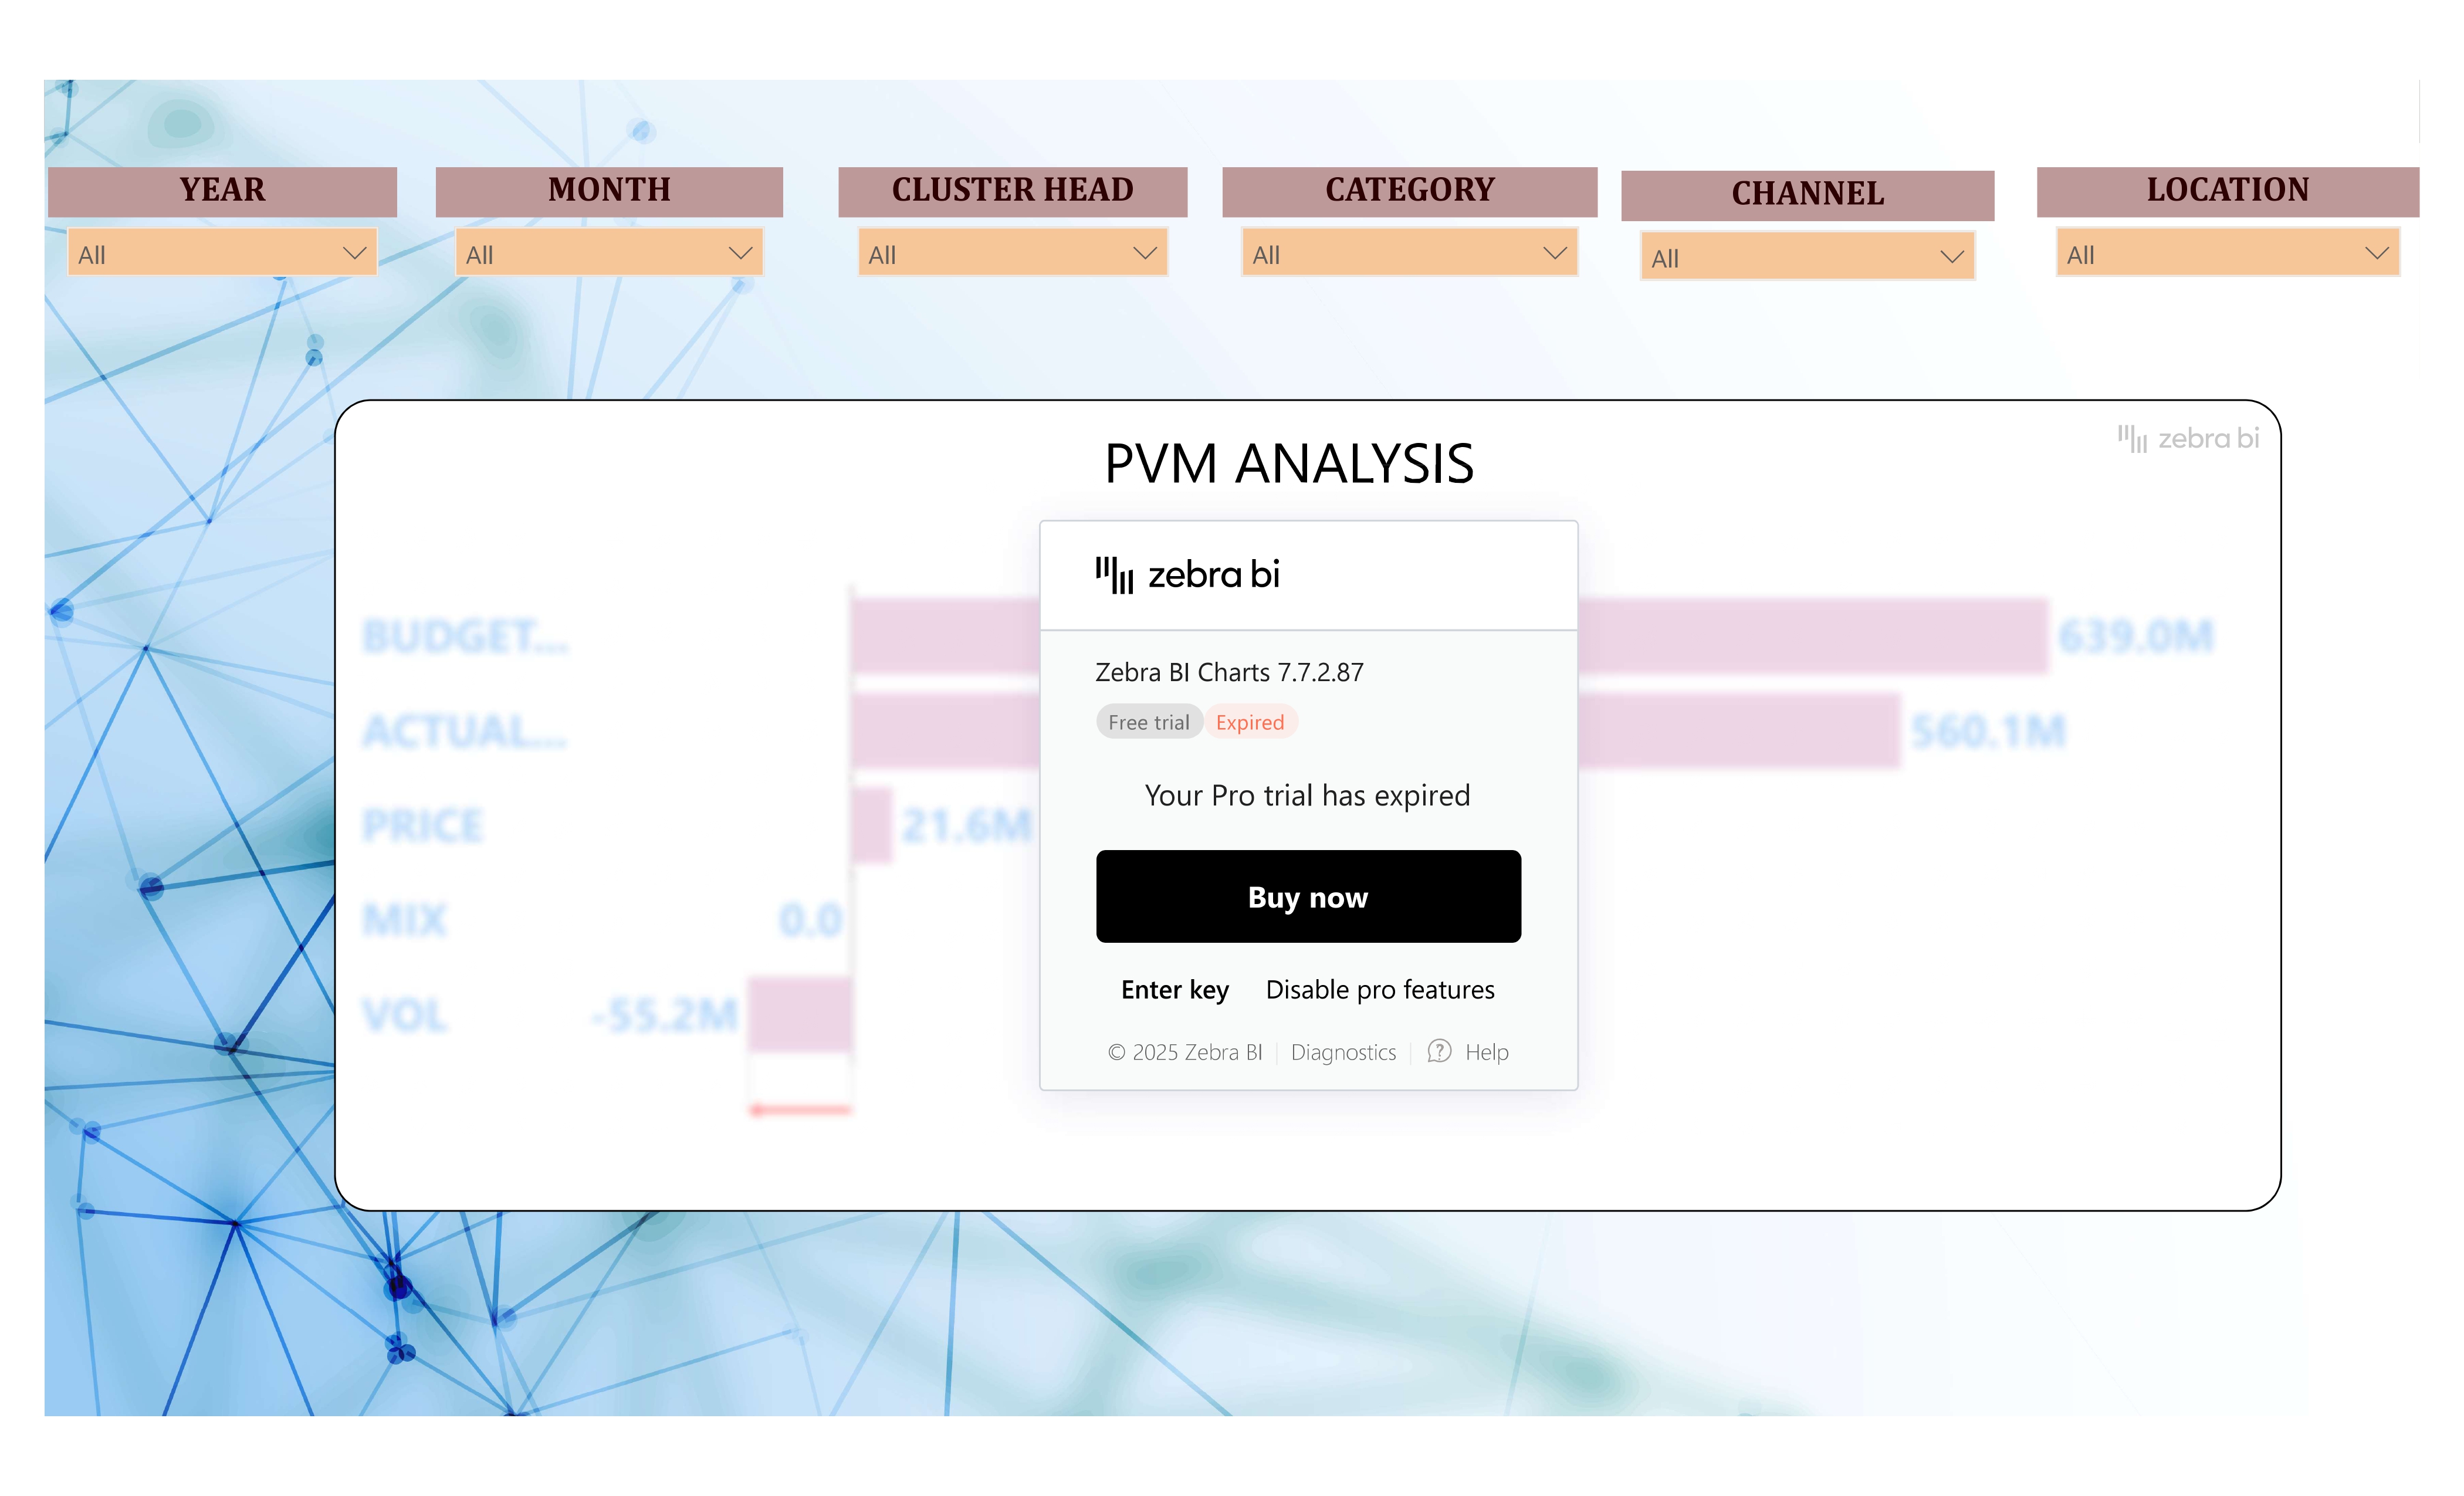 YEAR MONTH CLUSTER HEAD CATEGORY CHANNEL LOCATION
All All All All All All
zebra bi
PVM ANALYSIS
zebra bi
BUDGET... 639.0M
Zebra BI Charts 7.7.2.87
Free trial Expired
ACTUAL... 560.1M
Your Pro trial has expired
PRICE 21.6M
Buy now
MIX 0.0
Enter key Disable pro features
VOL -55.2M
© 2025 Zebra BI Diagnostics Help